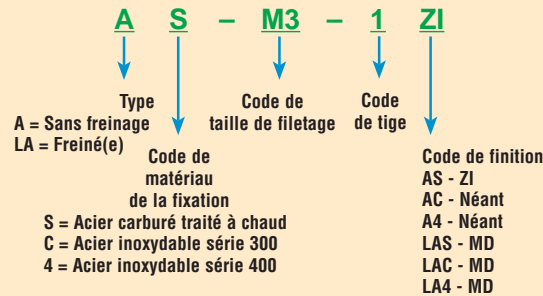 A S – M3 – 1 ZI
Type
A = Sans freinage
LA = Freiné(e)
Code de
matériau
de la fixation
S = Acier carburé traité à chaud
C = Acier inoxydable série 300
4 = Acier inoxydable série 400
Code de
taille de filetage
Code
de tige
Code de finition
AS - ZI
AC - Néant
A4 - Néant
LAS - MD
LAC - MD
LA4 - MD